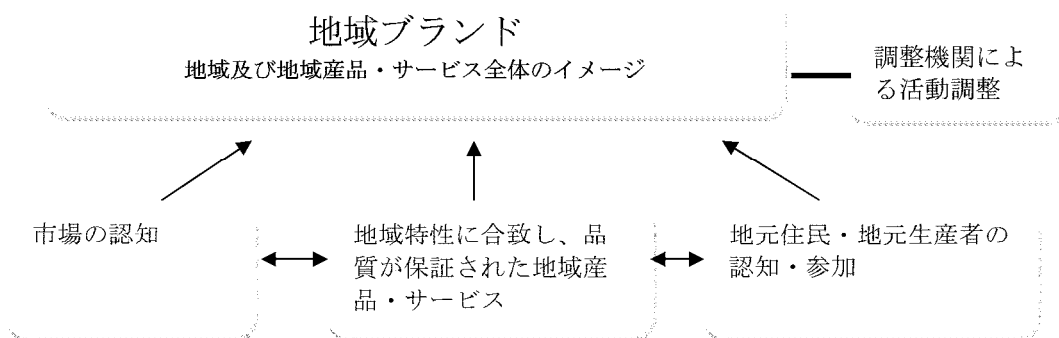 地域ブランド
地域及び地域産品・サービス全体のイメージ
調整機関によ
る活動調整
市場の認知
地域特性に合致し、品
質が保証された地域産
品・サービス
地元住民・地元生産者の
認知・参加